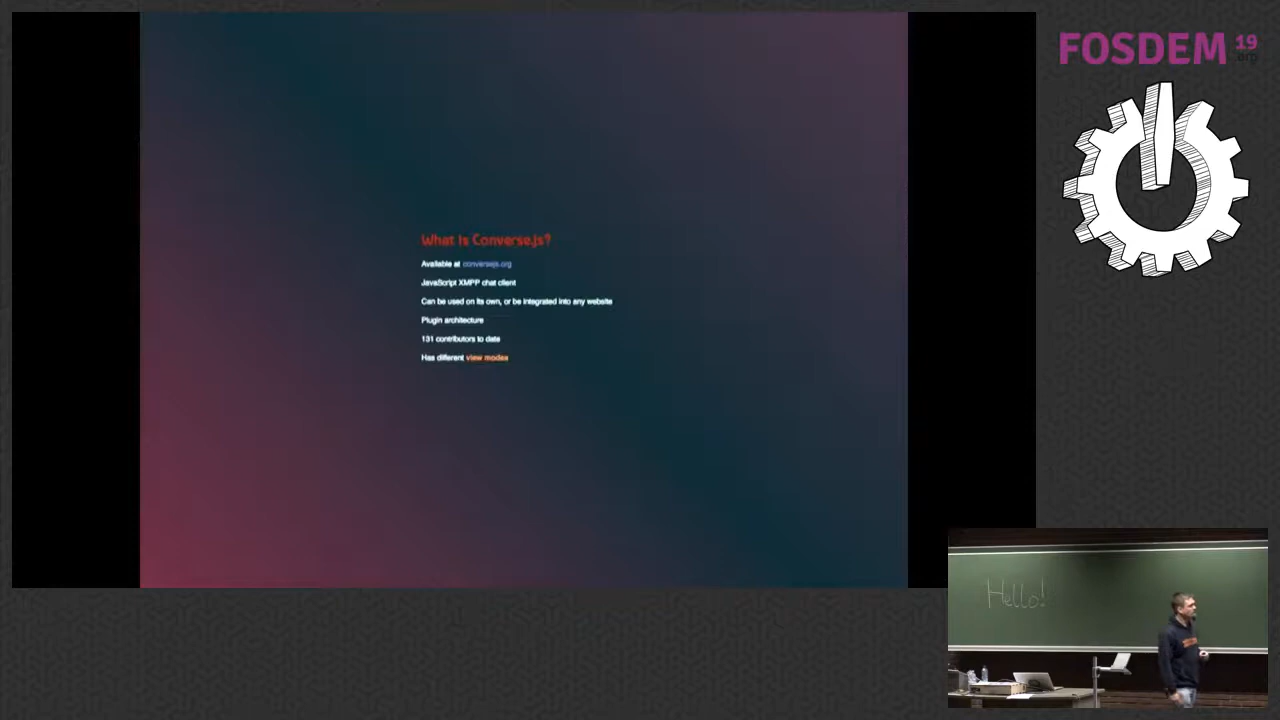 FOSDEM 19
.org
What is Converse.js?
Available at conversejs.org
JavaScript XMPP chat client
Can be used on its own, or be integrated into any website
Plugin architecture
131 contributors to date
Has different view modes
Hello!